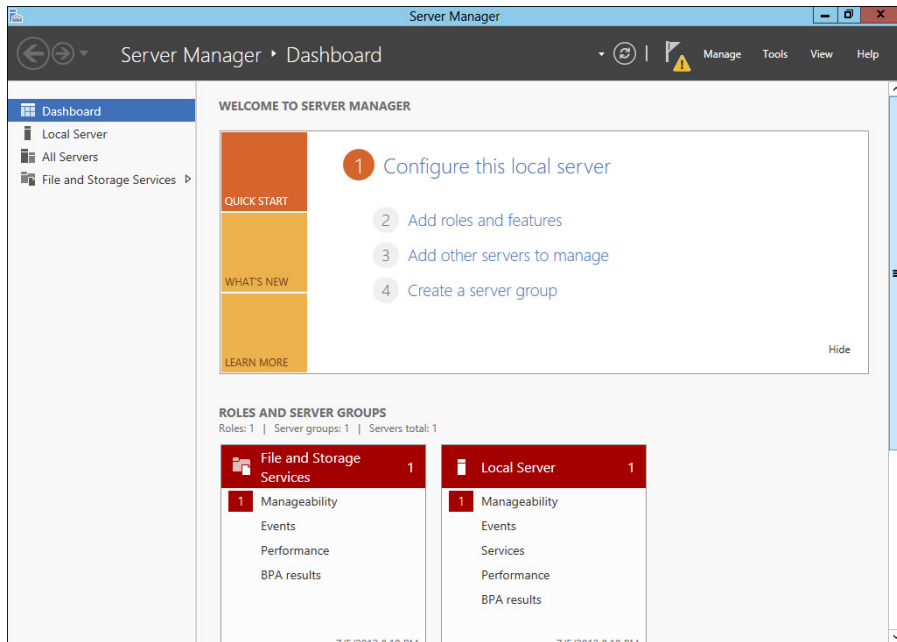 Server Manager
Server Manager • Dashboard
Manage Tools View Help
Dashboard
Local Server
All Servers
File and Storage Services
WELCOME TO SERVER MANAGER
QUICK START
WHAT'S NEW
LEARN MORE
1 Configure this local server
2 Add roles and features
3 Add other servers to manage
4 Create a server group
Hide
ROLES AND SERVER GROUPS
Roles: 1 | Server groups: 1 | Servers total: 1
File and Storage
Services 1
1 Manageability
Events
Performance
BPA results
Local Server 1
1 Manageability
Events
Services
Performance
BPA results